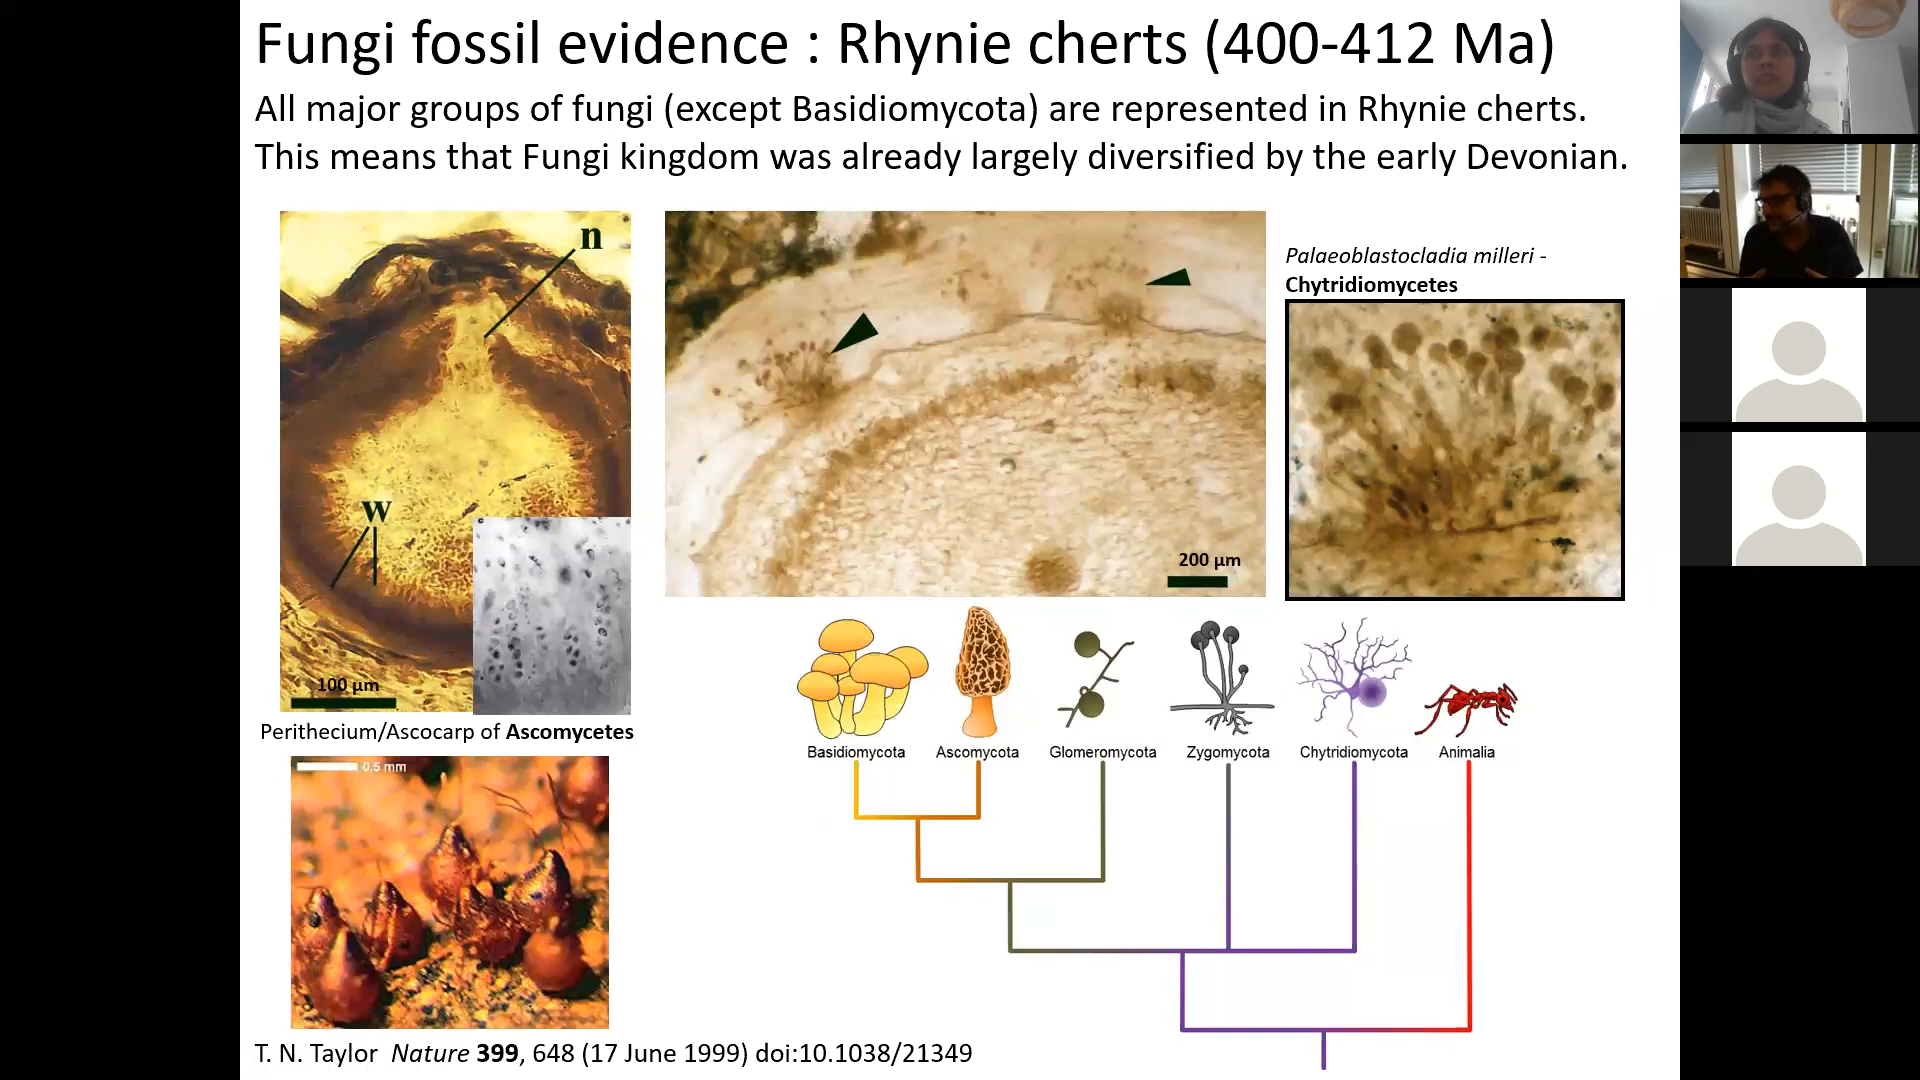 Fungi fossil evidence : Rhynie cherts (400-412 Ma)
All major groups of fungi (except Basidiomycota) are represented in Rhynie cherts.
This means that Fungi kingdom was already largely diversified by the early Devonian.
n
w
c
100 µm
Perithecium/Ascocarp of Ascomycetes
0.5 mm
200 µm
Palaeoblastocladia milleri -
Chytridiomycetes
Basidiomycota Ascomycota Glomeromycota Zygomycota Chytridiomycota Animalia
T. N. Taylor Nature 399, 648 (17 June 1999) doi:10.1038/21349